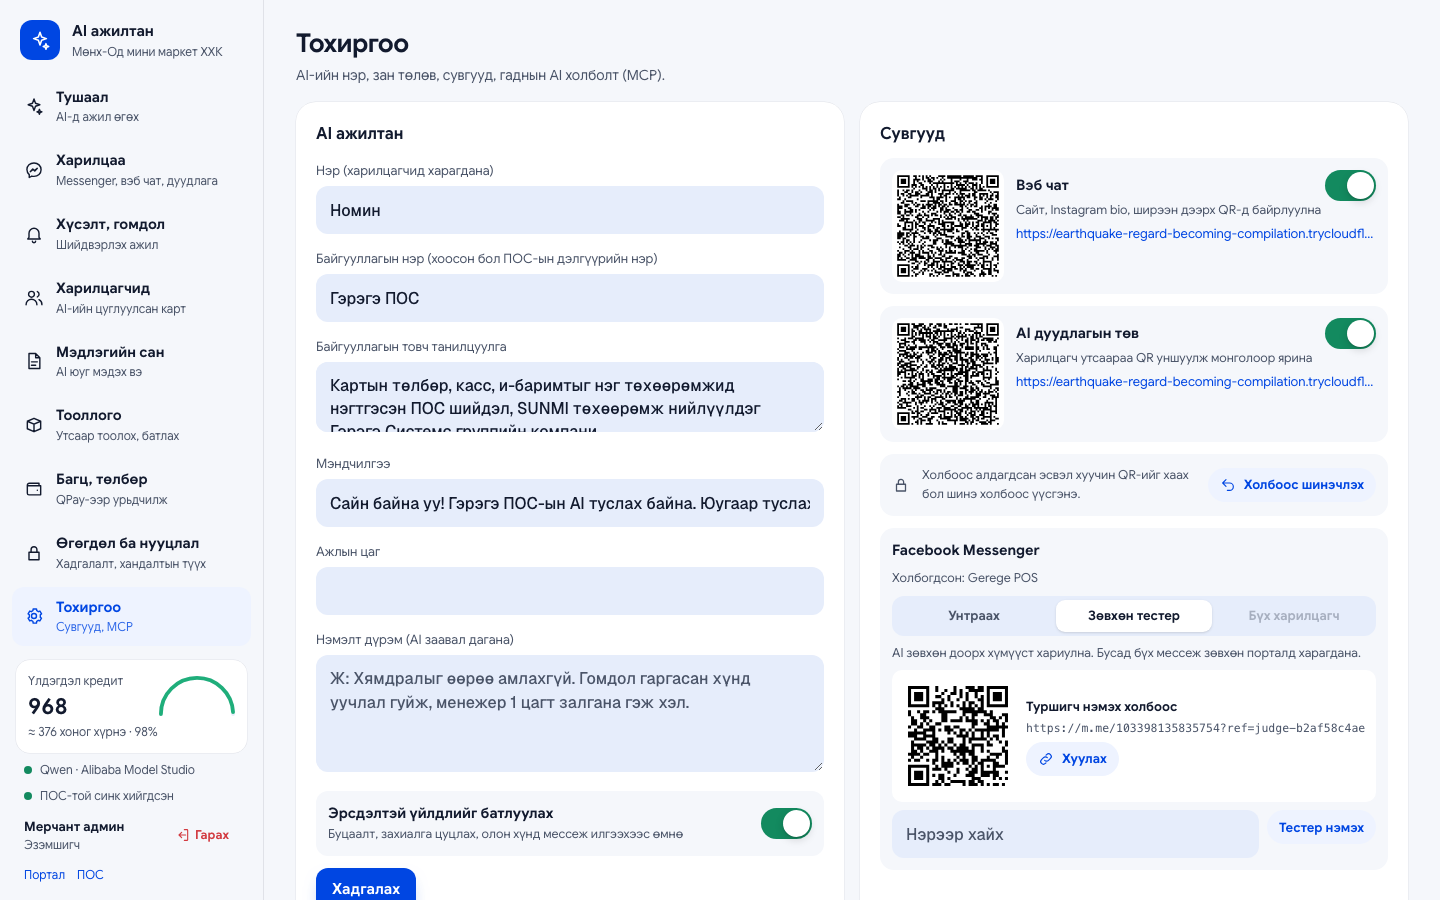 AI ажилтан
Мөнх-Од мини маркет ХХК
Тушаал
AI-д ажил өгөх
Харилцаа
Messenger, вэб чат, дуудлага
Хүсэлт, гомдол
Шийдвэрлэх ажил
Харилцагчид
AI-ийн цуглуулсан карт
Мэдлэгийн сан
AI юуг мэдэх вэ
Тооллого
Утсаар тоолох, батлах
Багц, төлбөр
QPay-ээр урьдчилж
Өгөгдөл ба нууцлал
Хадгалалт, хандалтын түүх
Тохиргоо
Сувгууд, MCP
Үлдэгдэл кредит
968
≈ 376 хоног хүрнэ · 98%
Qwen · Alibaba Model Studio
ПОС-той синк хийгдсэн
Мерчант админ
Эзэмшигч
Гарах
Портал ПОС
Тохиргоо
AI-ийн нэр, зан төлөв, сувгууд, гадны AI холболт (MCP).
AI ажилтан
Нэр (харилцагчид харагдана)
Номин
Байгууллагын нэр (хоосон бол ПОС-ын дэлгүүрийн нэр)
Гэрэгэ ПОС
Байгууллагын товч танилцуулга
Картын төлбөр, касс, и-баримтыг нэг төхөөрөмжид
нэгтгэсэн ПОС шийдэл, SUNMI төхөөрөмж нийлүүлдэг
Гэрэгэ Системс группийн компани
Мэндчилгээ
Сайн байна уу! Гэрэгэ ПОС-ын AI туслах байна. Юугаар туслах
Ажлын цаг
Нэмэлт дүрэм (AI заавал дагана)
Ж: Хямдралыг өөрөө амлахгүй. Гомдол гаргасан хүнд
уучлал гуйж, менежер 1 цагт залгана гэж хэл.
Эрсдэлтэй үйлдлийг батлуулах
Буцаалт, захиалга цуцлах, олон хүнд мессеж илгээхээс өмнө
Хадгалах
Сувгууд
Вэб чат
Сайт, Instagram bio, ширээн дээрх QR-д байрлуулна
https://earthquake-regard-becoming-compilation.trycloudfl...
AI дуудлагын төв
Харилцагч утсаараа QR уншуулж монголоор ярина
https://earthquake-regard-becoming-compilation.trycloudfl...
Холбоос алдагдсан эсвэл хуучин QR-ийг хаах
бол шинэ холбоос үүсгэнэ.
Холбоос шинэчлэх
Facebook Messenger
Холбогдсон: Gerege POS
Унтраах
Зөвхөн тестер
Бүх харилцагч
AI зөвхөн доорх хүмүүст хариулна. Бусад бүх мессеж зөвхөн порталд харагдана.
Туршигч нэмэх холбоос
https://m.me/103398135835754?ref=judge-b2af58c4ae
Хуулах
Нэрээр хайх
Тестер нэмэх